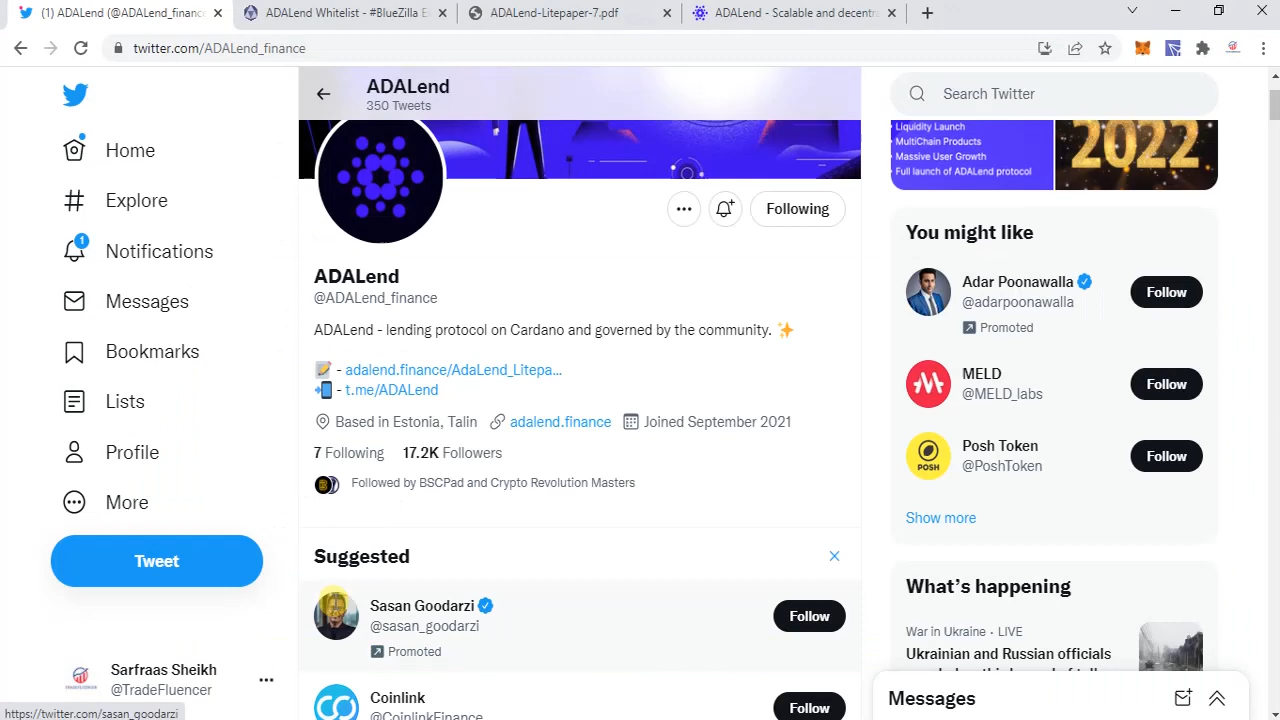 (1) ADALend (@ADALend_finance
ADALend Whitelist - #BlueZilla E
ADALend-Litepaper-7.pdf
ADALend - Scalable and decentra
twitter.com/ADALend_finance
ADALend
350 Tweets
Search Twitter
Home
Explore
Notifications
1
Messages
Bookmarks
Lists
Profile
More
Tweet
Sarfraas Sheikh
@TradeFluencer
https://twitter.com/sasan_goodarzi
Following
ADALend
@ADALend_finance
ADALend - lending protocol on Cardano and governed by the community. ✨
📝 - adalend.finance/AdaLend_Litepa...
📲 - t.me/ADALend
Based in Estonia, Talin adalend.finance Joined September 2021
7 Following 17.2K Followers
Followed by BSCPad and Crypto Revolution Masters
Suggested
Sasan Goodarzi
@sasan_goodarzi
Promoted
Follow
Coinlink
@CoinlinkFinance
Follow
Liquidity Launch
MultiChain Products
Massive User Growth
Full launch of ADALend protocol
2022
You might like
Adar Poonawalla
@adarpoonawalla
Promoted
Follow
MELD
@MELD_labs
Follow
POSH
Posh Token
@PoshToken
Follow
Show more
What's happening
War in Ukraine · LIVE
Ukrainian and Russian officials
Messages